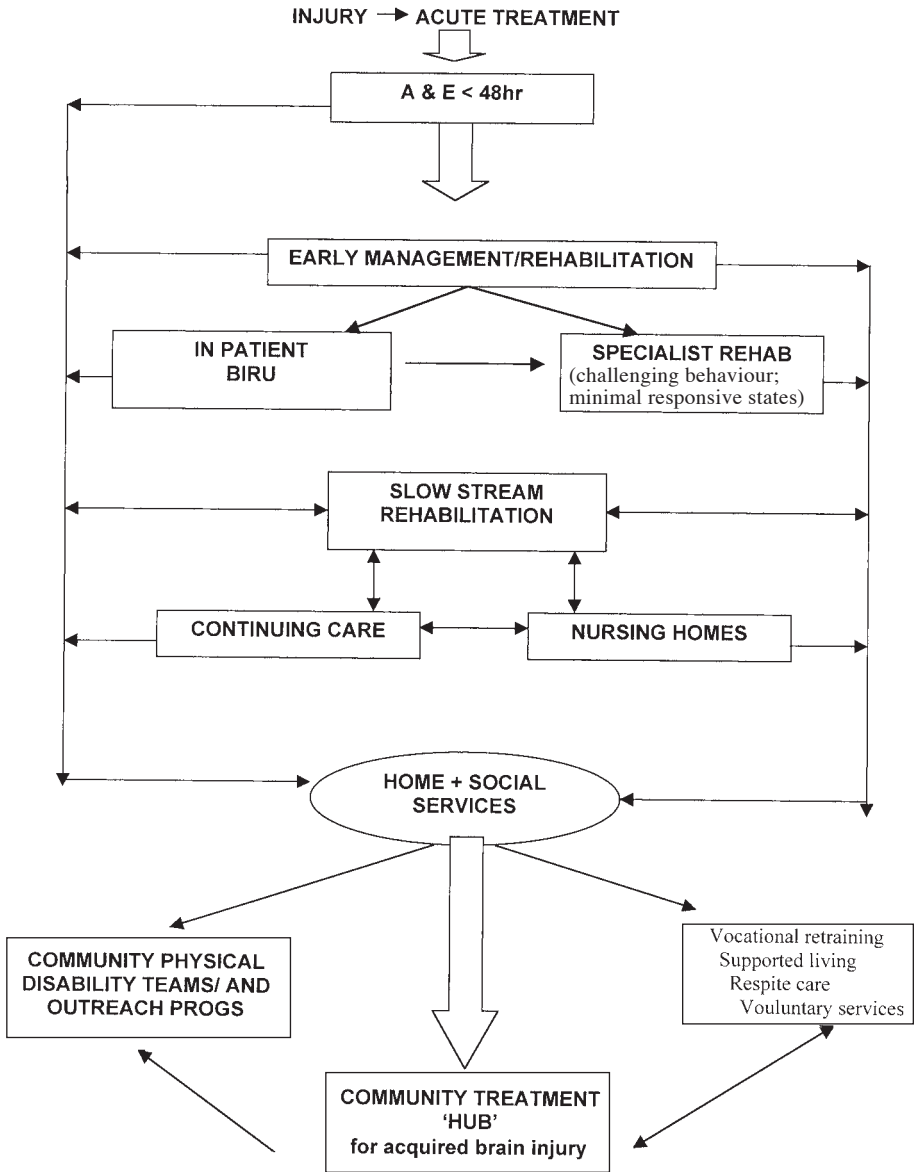 INJURY → ACUTE TREATMENT
A & E < 48hr
EARLY MANAGEMENT/REHABILITATION
IN PATIENT
BIRU
SPECIALIST REHAB
(challenging behaviour;
minimal responsive states)
SLOW STREAM
REHABILITATION
CONTINUING CARE
NURSING HOMES
HOME + SOCIAL
SERVICES
COMMUNITY PHYSICAL
DISABILITY TEAMS/ AND
OUTREACH PROGS
Vocational retraining
Supported living
Respite care
Vouluntary services
COMMUNITY TREATMENT
‘HUB’
for acquired brain injury